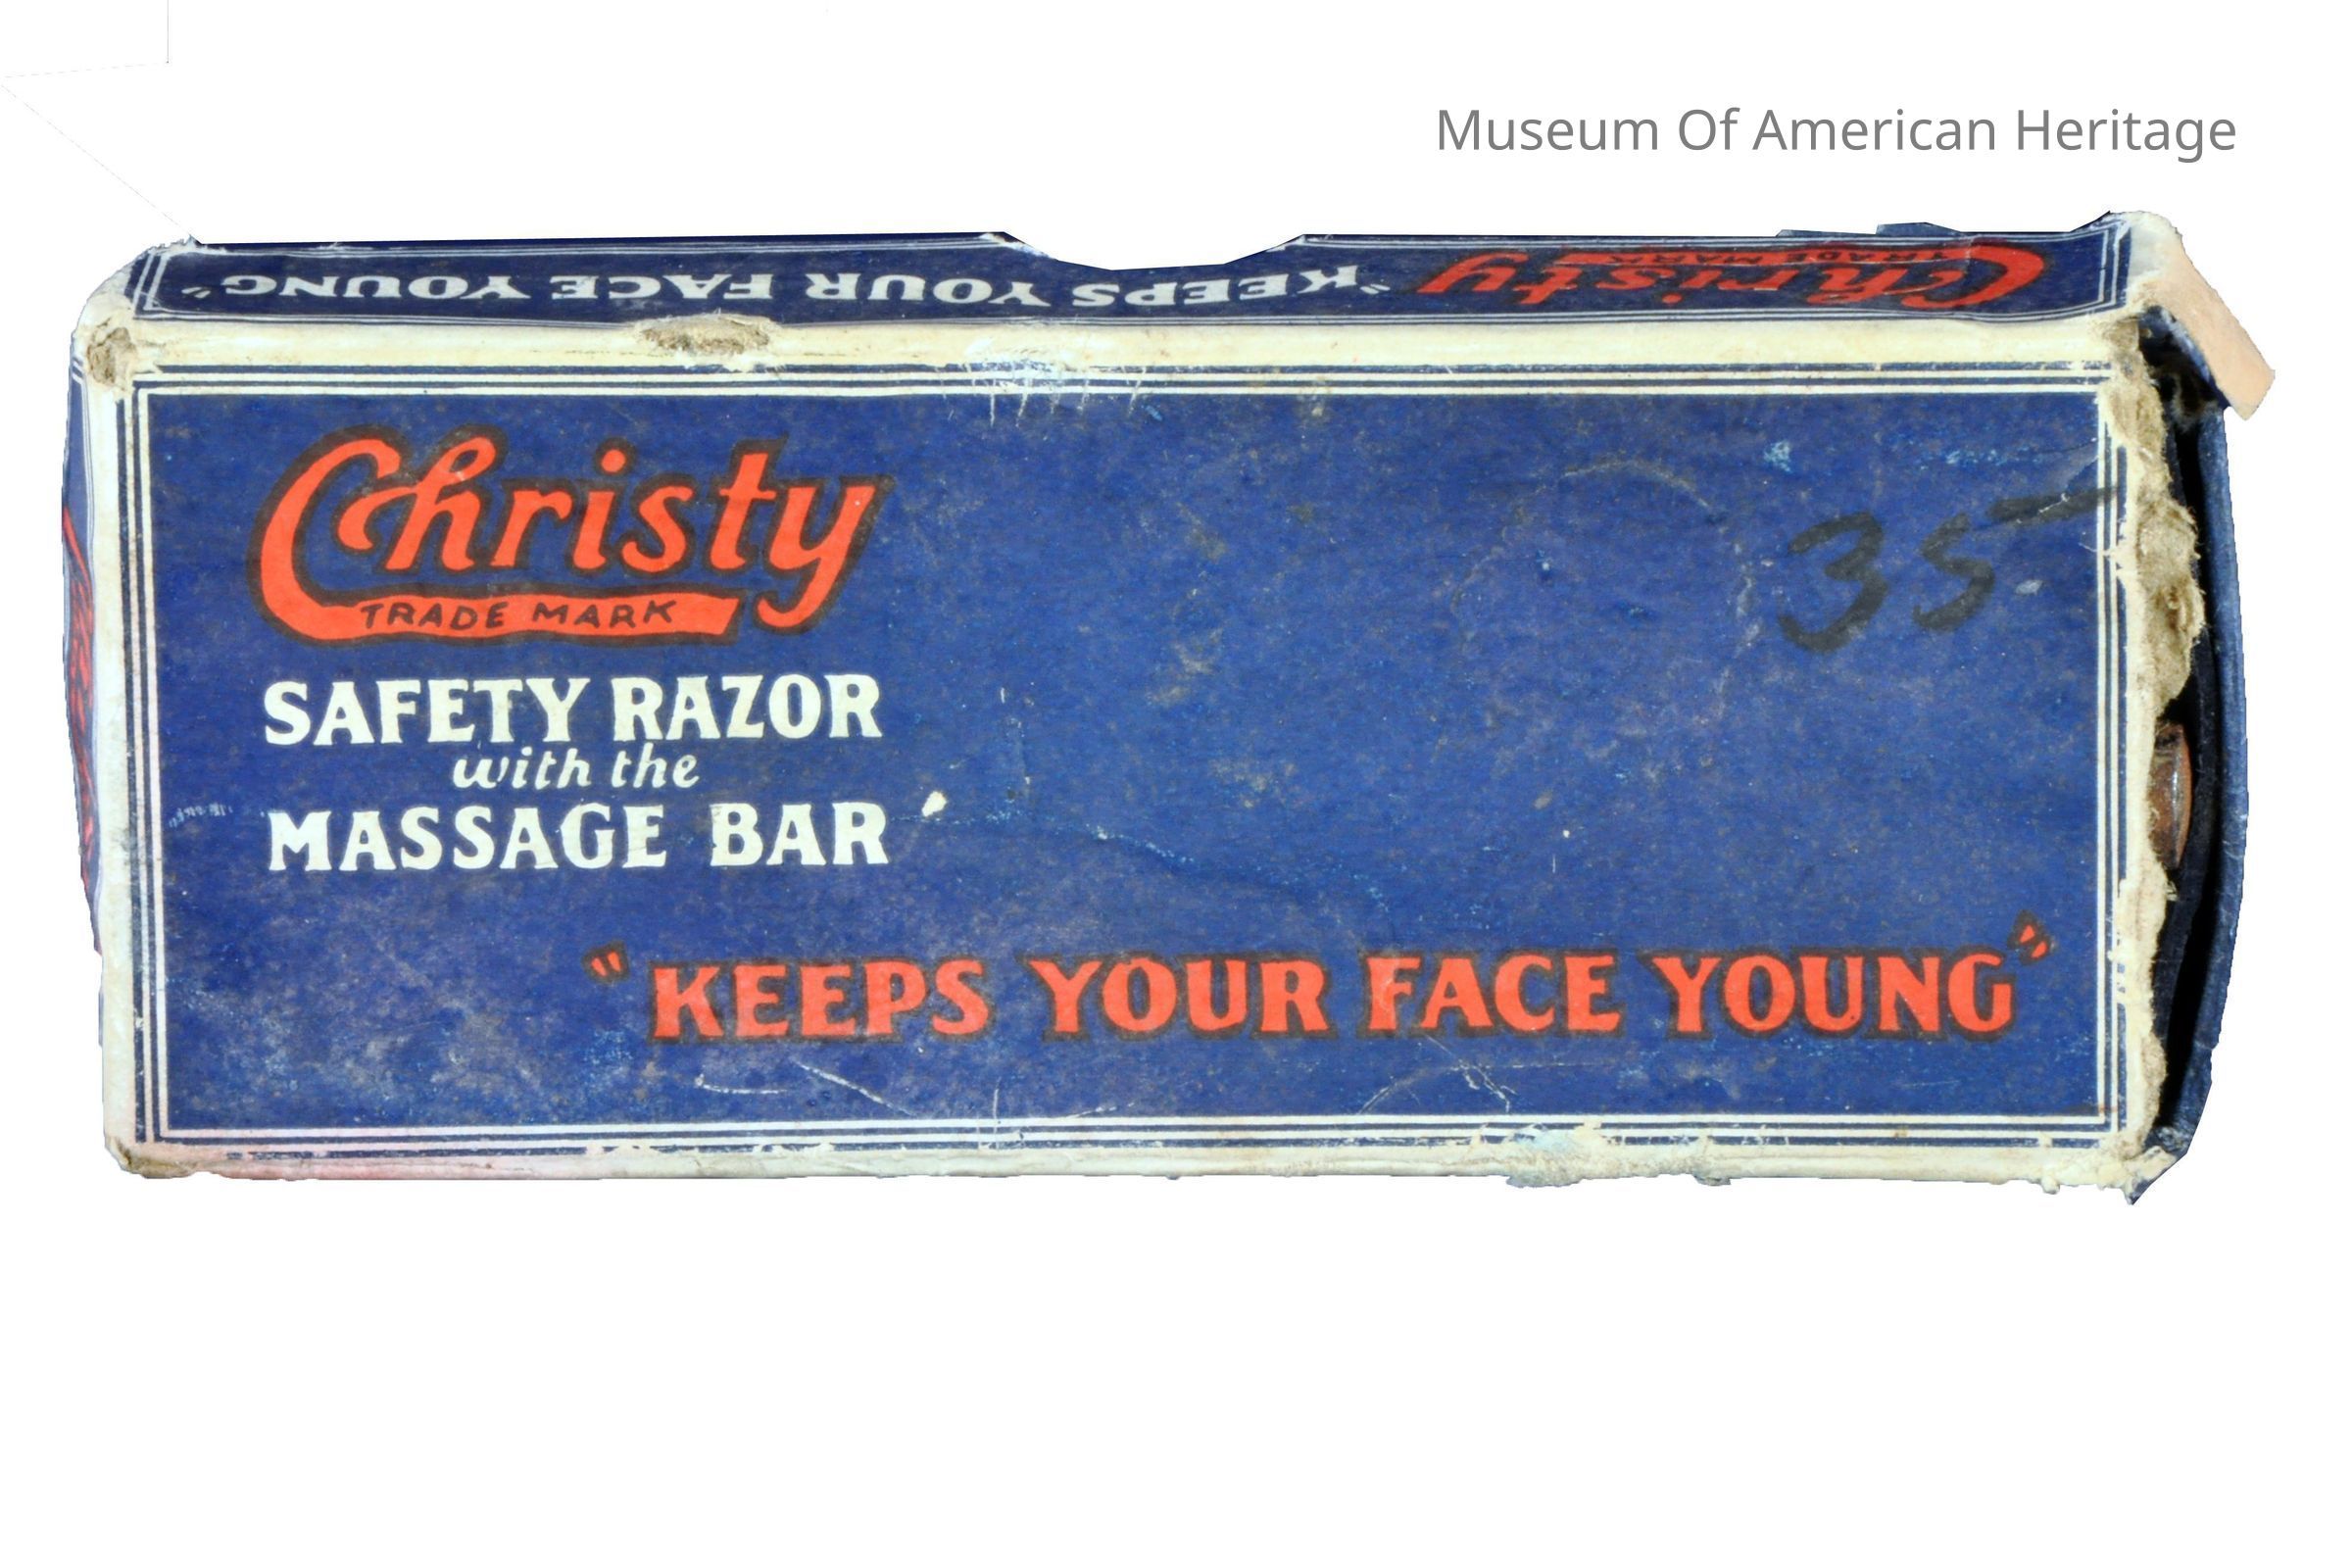 Museum Of American Heritage
"KEEPS YOUR FACE YOUNG"
Christy
TRADE MARK
Christy
TRADE MARK
SAFETY RAZOR
with the
MASSAGE BAR
35
"KEEPS YOUR FACE YOUNG"